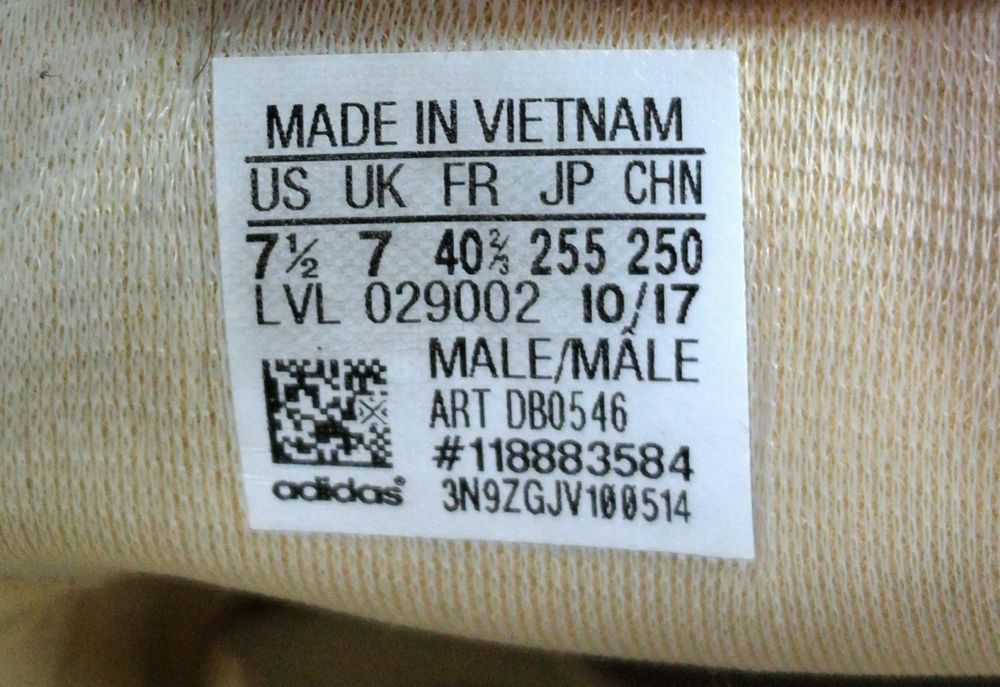 MADE IN VIETNAM
US UK FR JP CHN
7½ 7 40⅔ 255 250
LVL 029002 10/17
MALE/MÂLE
ART DB0546
#118883584
adidas® 3N9ZGJV100514